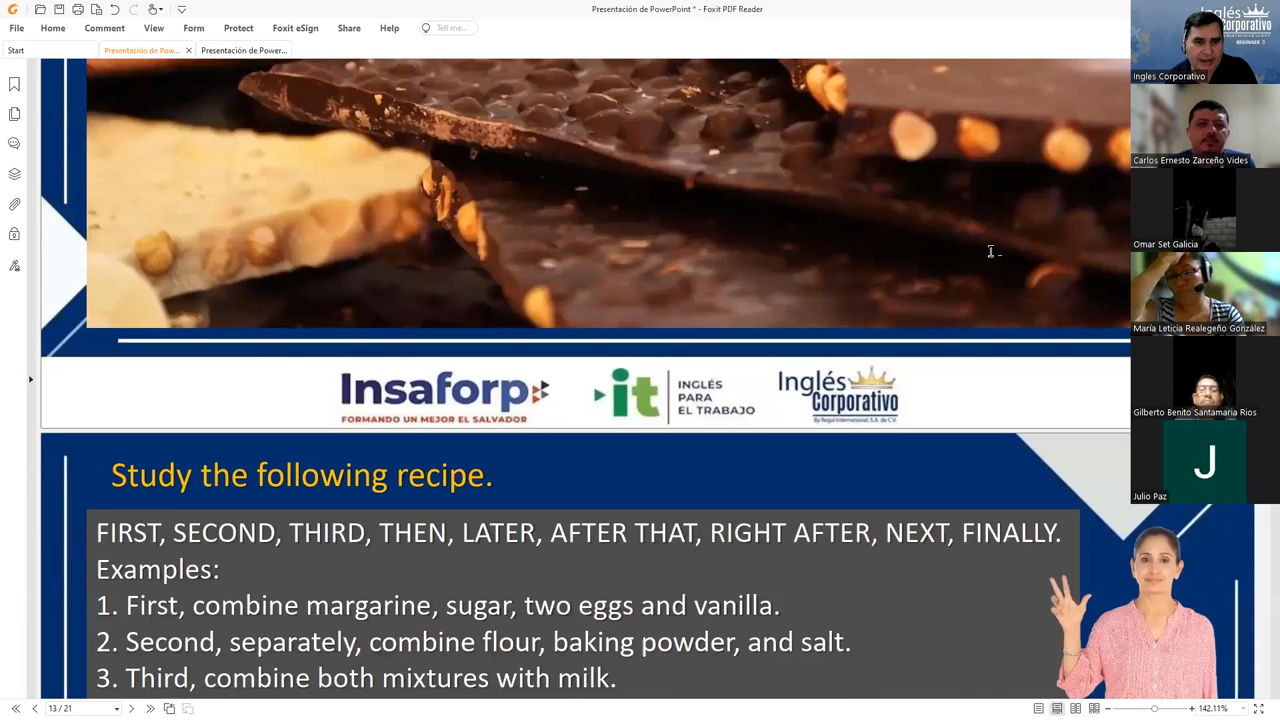 Presentación de PowerPoint * - Foxit PDF Reader
File Home Comment View Form Protect Foxit eSign Share Help Tell me...
Start Presentación de Pow... Presentación de Power...
Inglés
Corporativo
BEGINNER 5
Ingles Corporativo
Carlos Ernesto Zarceño Vides
Omar Set Galicia
María Leticia Realegeño González
Gilberto Benito Santamaria Rios
J
Julio Paz
Insaforp
FORMANDO UN MEJOR EL SALVADOR
it
INGLÉS
PARA
EL TRABAJO
Inglés
Corporativo
By Regal International, S.A. de C.V.
Study the following recipe.
FIRST, SECOND, THIRD, THEN, LATER, AFTER THAT, RIGHT AFTER, NEXT, FINALLY.
Examples:
1. First, combine margarine, sugar, two eggs and vanilla.
2. Second, separately, combine flour, baking powder, and salt.
3. Third, combine both mixtures with milk.
13 / 21
142.11%